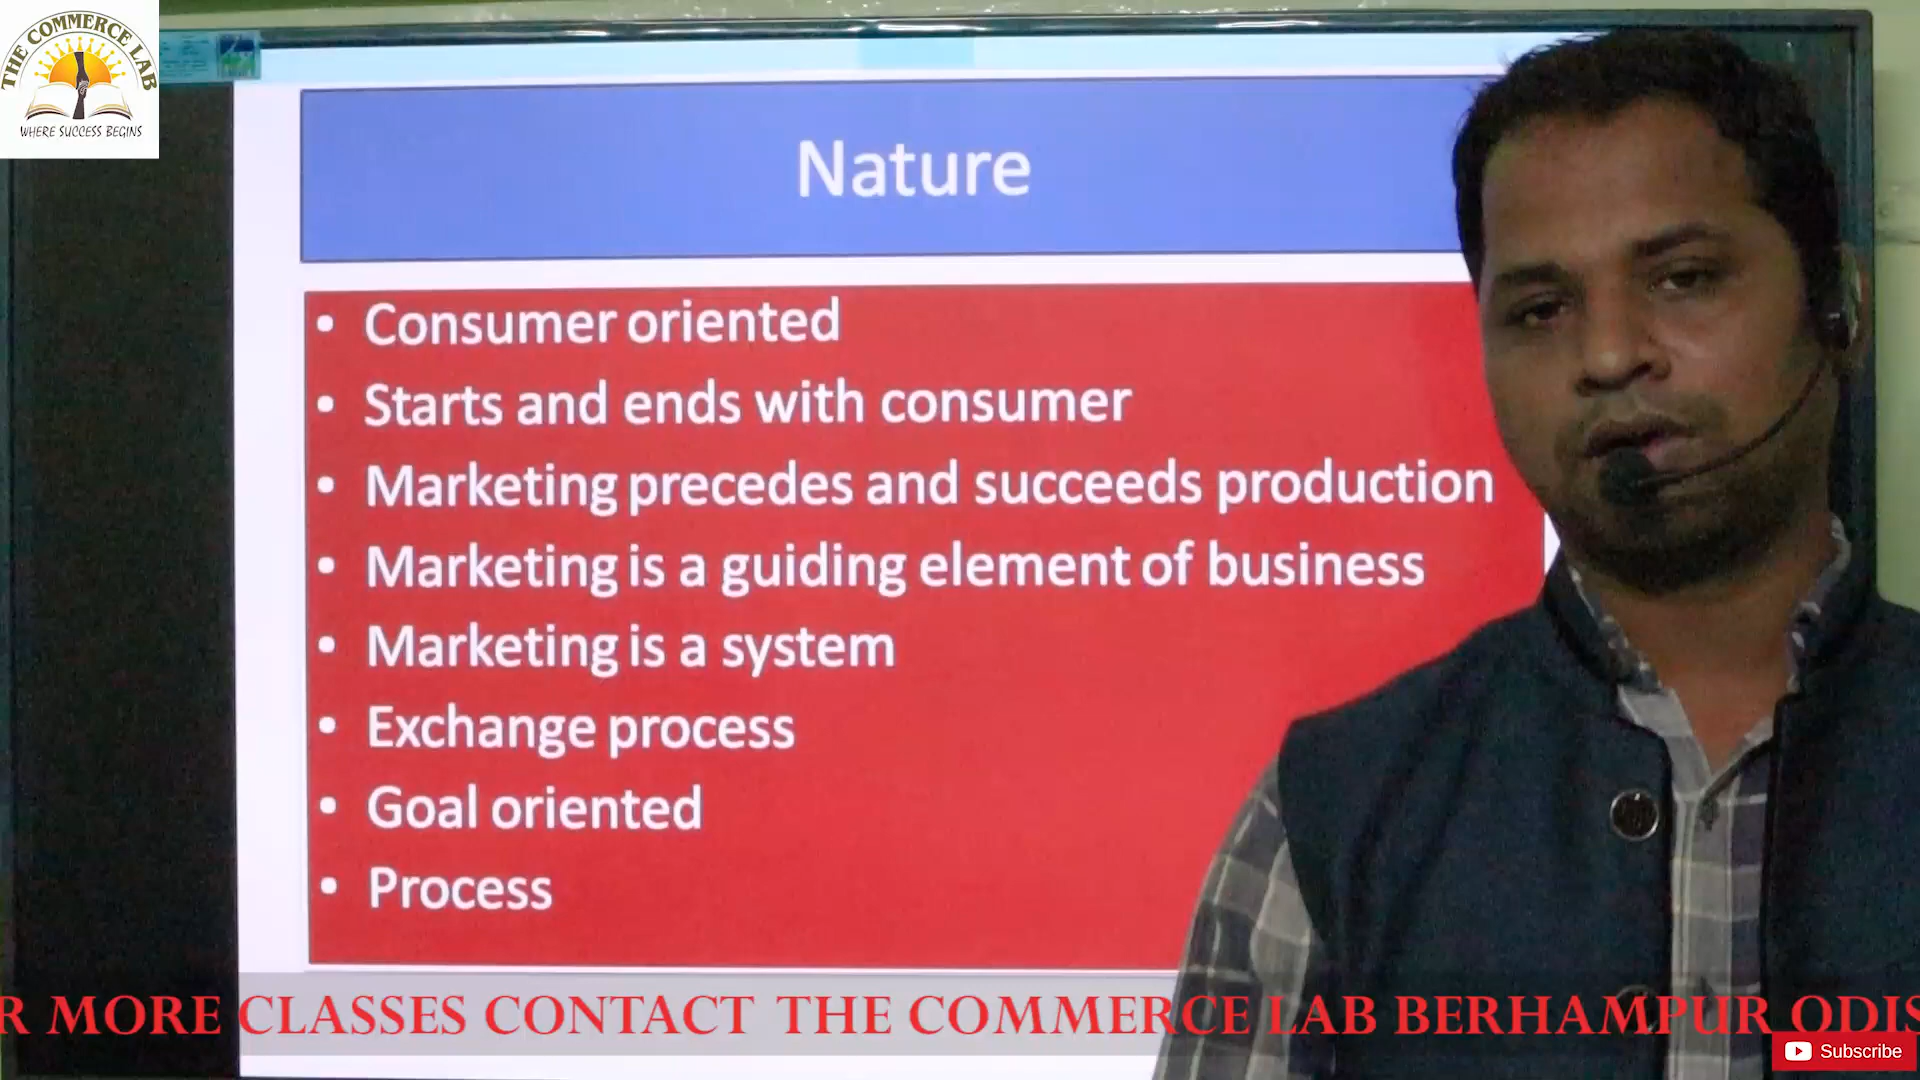 THE COMMERCE LAB
WHERE SUCCESS BEGINS
Nature
• Consumer oriented
• Starts and ends with consumer
• Marketing precedes and succeeds production
• Marketing is a guiding element of business
• Marketing is a system
• Exchange process
• Goal oriented
• Process
R MORE CLASSES CONTACT THE COMMERCE LAB BERHAMPUR ODIS
Subscribe